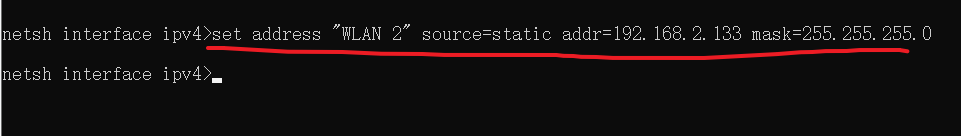 netsh interface ipv4>set address "WLAN 2" source=static addr=192.168.2.133 mask=255.255.255.0
netsh interface ipv4>